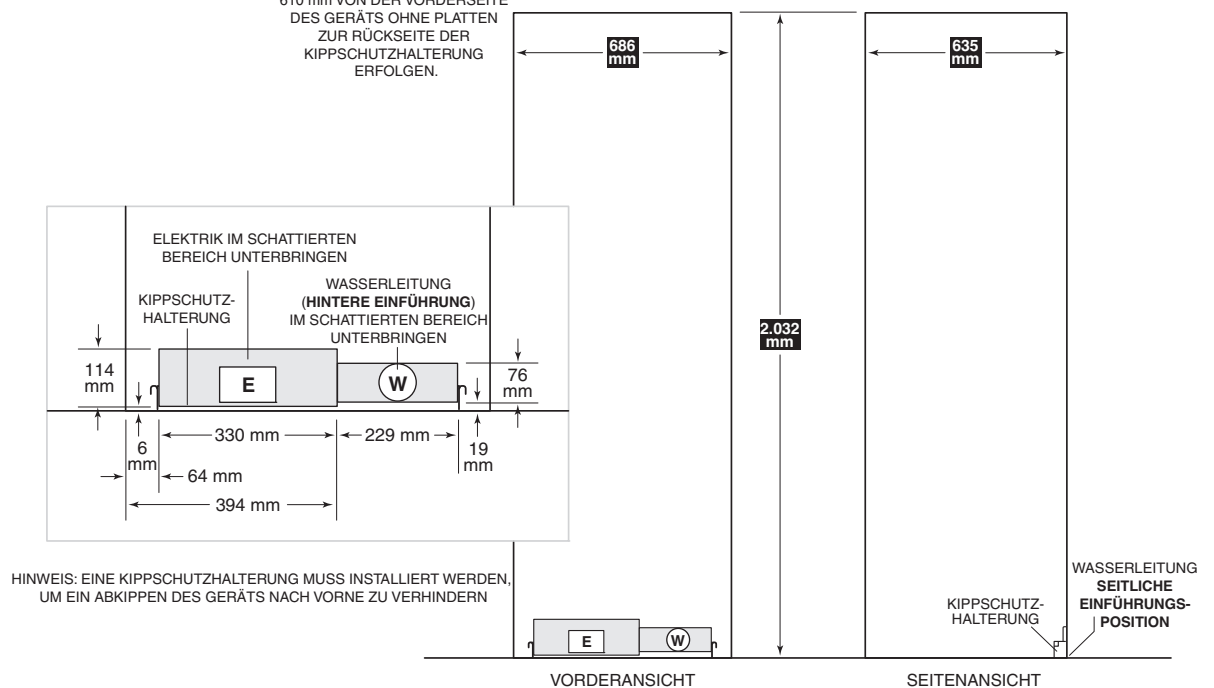 610 mm VON DER VORDERSEITE
DES GERÄTS OHNE PLATTEN
ZUR RÜCKSEITE DER
KIPPSCHUTZHALTERUNG
ERFOLGEN.
686
mm
635
mm
2.032
mm
ELEKTRIK IM SCHATTIERTEN
BEREICH UNTERBRINGEN
KIPPSCHUTZ-
HALTERUNG
WASSERLEITUNG
(HINTERE EINFÜHRUNG)
IM SCHATTIERTEN BEREICH
UNTERBRINGEN
114
mm
E
W
76
mm
330 mm
229 mm
6
mm
19
mm
64 mm
394 mm
HINWEIS: EINE KIPPSCHUTZHALTERUNG MUSS INSTALLIERT WERDEN,
UM EIN ABKIPPEN DES GERÄTS NACH VORNE ZU VERHINDERN
E
W
KIPPSCHUTZ-
HALTERUNG
WASSERLEITUNG
SEITLICHE
EINFÜHRUNGS-
POSITION
VORDERANSICHT
SEITENANSICHT